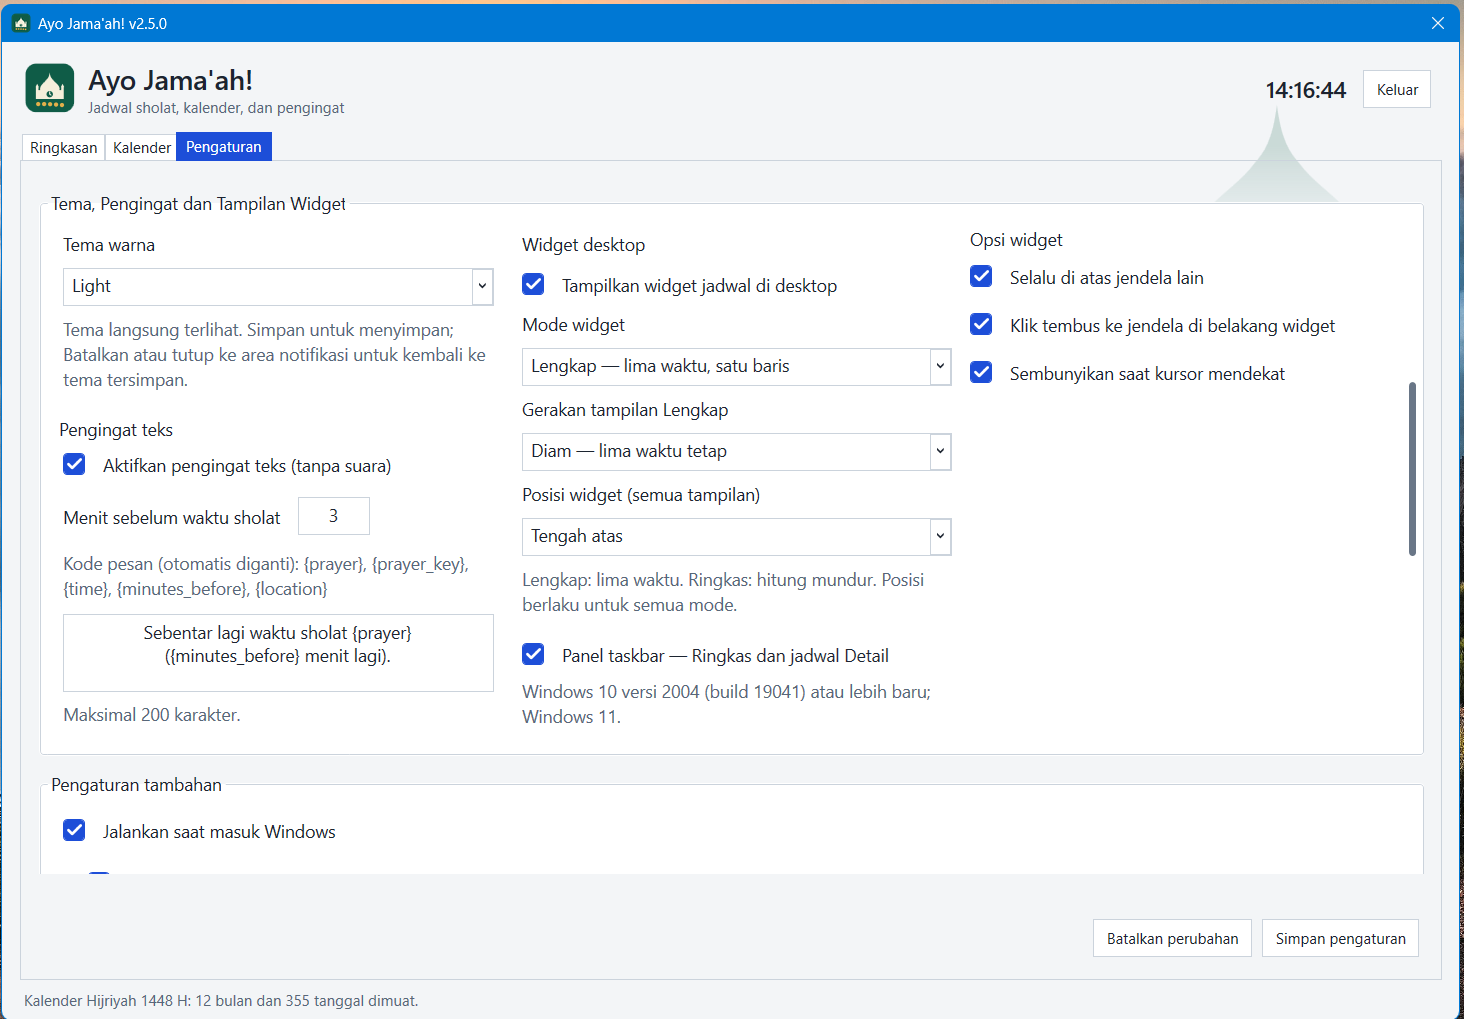 Ayo Jama'ah! v2.5.0
Ayo Jama'ah!
Jadwal sholat, kalender, dan pengingat
14:16:44
Keluar
Ringkasan
Kalender
Pengaturan
Tema, Pengingat dan Tampilan Widget
Tema warna
Light
Tema langsung terlihat. Simpan untuk menyimpan;
Batalkan atau tutup ke area notifikasi untuk kembali ke
tema tersimpan.
Pengingat teks
Aktifkan pengingat teks (tanpa suara)
Menit sebelum waktu sholat
3
Kode pesan (otomatis diganti): {prayer}, {prayer_key},
{time}, {minutes_before}, {location}
Sebentar lagi waktu sholat {prayer}
({minutes_before} menit lagi).
Maksimal 200 karakter.
Widget desktop
Tampilkan widget jadwal di desktop
Mode widget
Lengkap — lima waktu, satu baris
Gerakan tampilan Lengkap
Diam — lima waktu tetap
Posisi widget (semua tampilan)
Tengah atas
Lengkap: lima waktu. Ringkas: hitung mundur. Posisi
berlaku untuk semua mode.
Panel taskbar — Ringkas dan jadwal Detail
Windows 10 versi 2004 (build 19041) atau lebih baru;
Windows 11.
Opsi widget
Selalu di atas jendela lain
Klik tembus ke jendela di belakang widget
Sembunyikan saat kursor mendekat
Pengaturan tambahan
Jalankan saat masuk Windows
Batalkan perubahan
Simpan pengaturan
Kalender Hijriyah 1448 H: 12 bulan dan 355 tanggal dimuat.